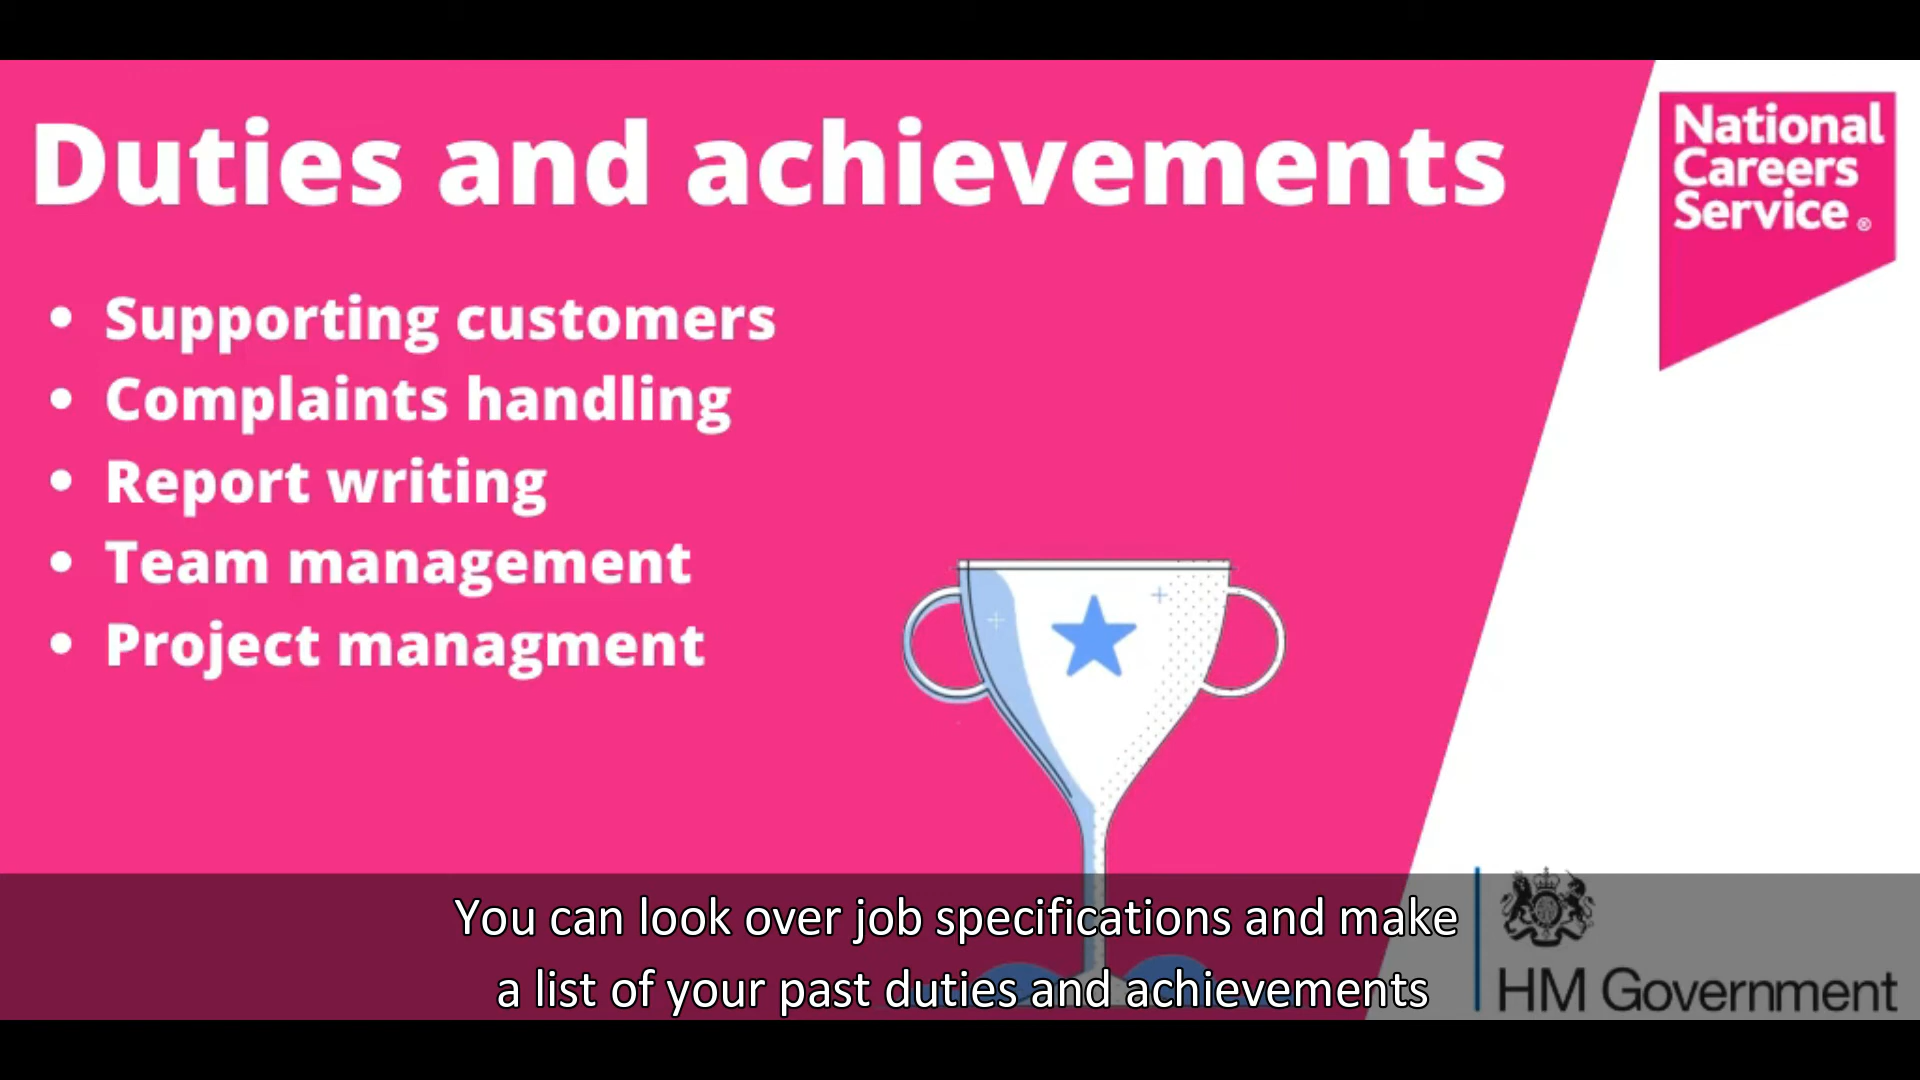 Duties and achievements
National
Careers
Service ®
• Supporting customers
• Complaints handling
• Report writing
• Team management
• Project managment
You can look over job specifications and make
a list of your past duties and achievements
HM Government